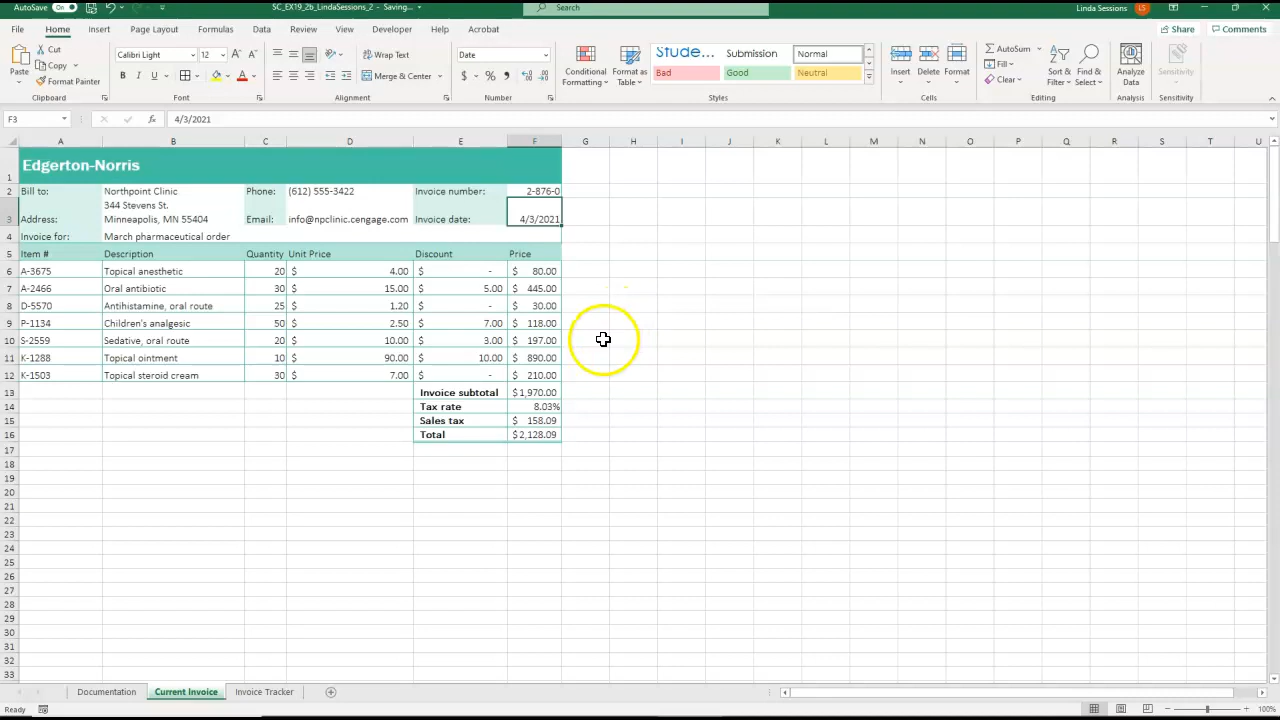 AutoSave On SC_EX19_2b_LindaSessions_2 - Saving... Search Linda Sessions LS
File Home Insert Draw Page Layout Formulas Data Review View Developer Help Acrobat Share Comments
Paste Cut Copy Format Painter
Calibri Light 12 A A
B I U A
Wrap Text
Merge & Center
Date
$ % 9
Conditional Formatting Format as Table
Stude... Submission Normal
Bad Good Neutral
Insert Delete Format
AutoSum
Fill
Clear
Sort & Filter Find & Select
Analyze Data
Sensitivity
Clipboard Font Alignment Number Styles Cells Editing Analysis Sensitivity
F3 fx 4/3/2021
A B C D E F G H I J K L M N O P Q R S T U
1 Edgerton-Norris
2 Bill to: Northpoint Clinic Phone: (612) 555-3422 Invoice number: 2-876-0
344 Stevens St.
3 Address: Minneapolis, MN 55404 Email: info@npclinic.cengage.com Invoice date: 4/3/2021
4 Invoice for: March pharmaceutical order
5 Item # Description Quantity Unit Price Discount Price
6 A-3675 Topical anesthetic 20 $ 4.00 $ - $ 80.00
7 A-2466 Oral antibiotic 30 $ 15.00 $ 5.00 $ 445.00
8 D-5570 Antihistamine, oral route 25 $ 1.20 $ - $ 30.00
9 P-1134 Children's analgesic 50 $ 2.50 $ 7.00 $ 118.00
10 S-2559 Sedative, oral route 20 $ 10.00 $ 3.00 $ 197.00
11 K-1288 Topical ointment 10 $ 90.00 $ 10.00 $ 890.00
12 K-1503 Topical steroid cream 30 $ 7.00 $ - $ 210.00
13 Invoice subtotal $ 1,970.00
14 Tax rate 8.03%
15 Sales tax $ 158.09
16 Total $ 2,128.09
17
18
19
20
21
22
23
24
25
26
27
28
29
30
31
32
33
Documentation Current Invoice Invoice Tracker
Ready 100%